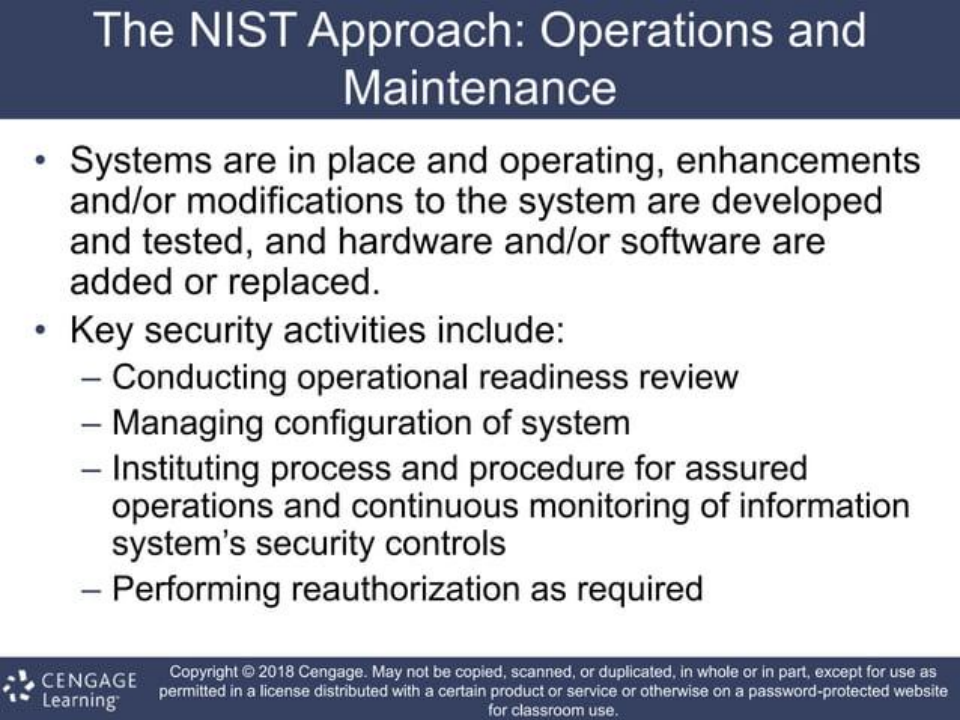 The NIST Approach: Operations and
Maintenance
• Systems are in place and operating, enhancements
and/or modifications to the system are developed
and tested, and hardware and/or software are
added or replaced.
• Key security activities include:
– Conducting operational readiness review
– Managing configuration of system
– Instituting process and procedure for assured
operations and continuous monitoring of information
system’s security controls
– Performing reauthorization as required
CENGAGE
Learning™
Copyright © 2018 Cengage. May not be copied, scanned, or duplicated, in whole or in part, except for use as
permitted in a license distributed with a certain product or service or otherwise on a password-protected website
for classroom use.